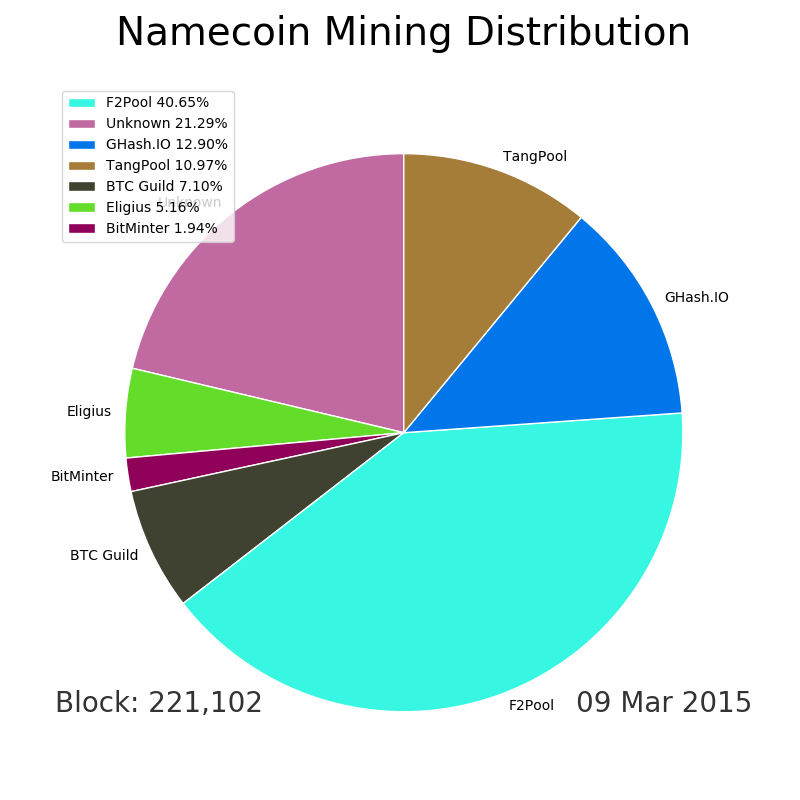 Namecoin Mining Distribution
F2Pool 40.65%
Unknown 21.29%
GHash.IO 12.90%
TangPool 10.97%
BTC Guild 7.10%
Eligius 5.16%
BitMinter 1.94%
Unknown
TangPool
GHash.IO
Eligius
BitMinter
BTC Guild
F2Pool
Block: 221,102
09 Mar 2015